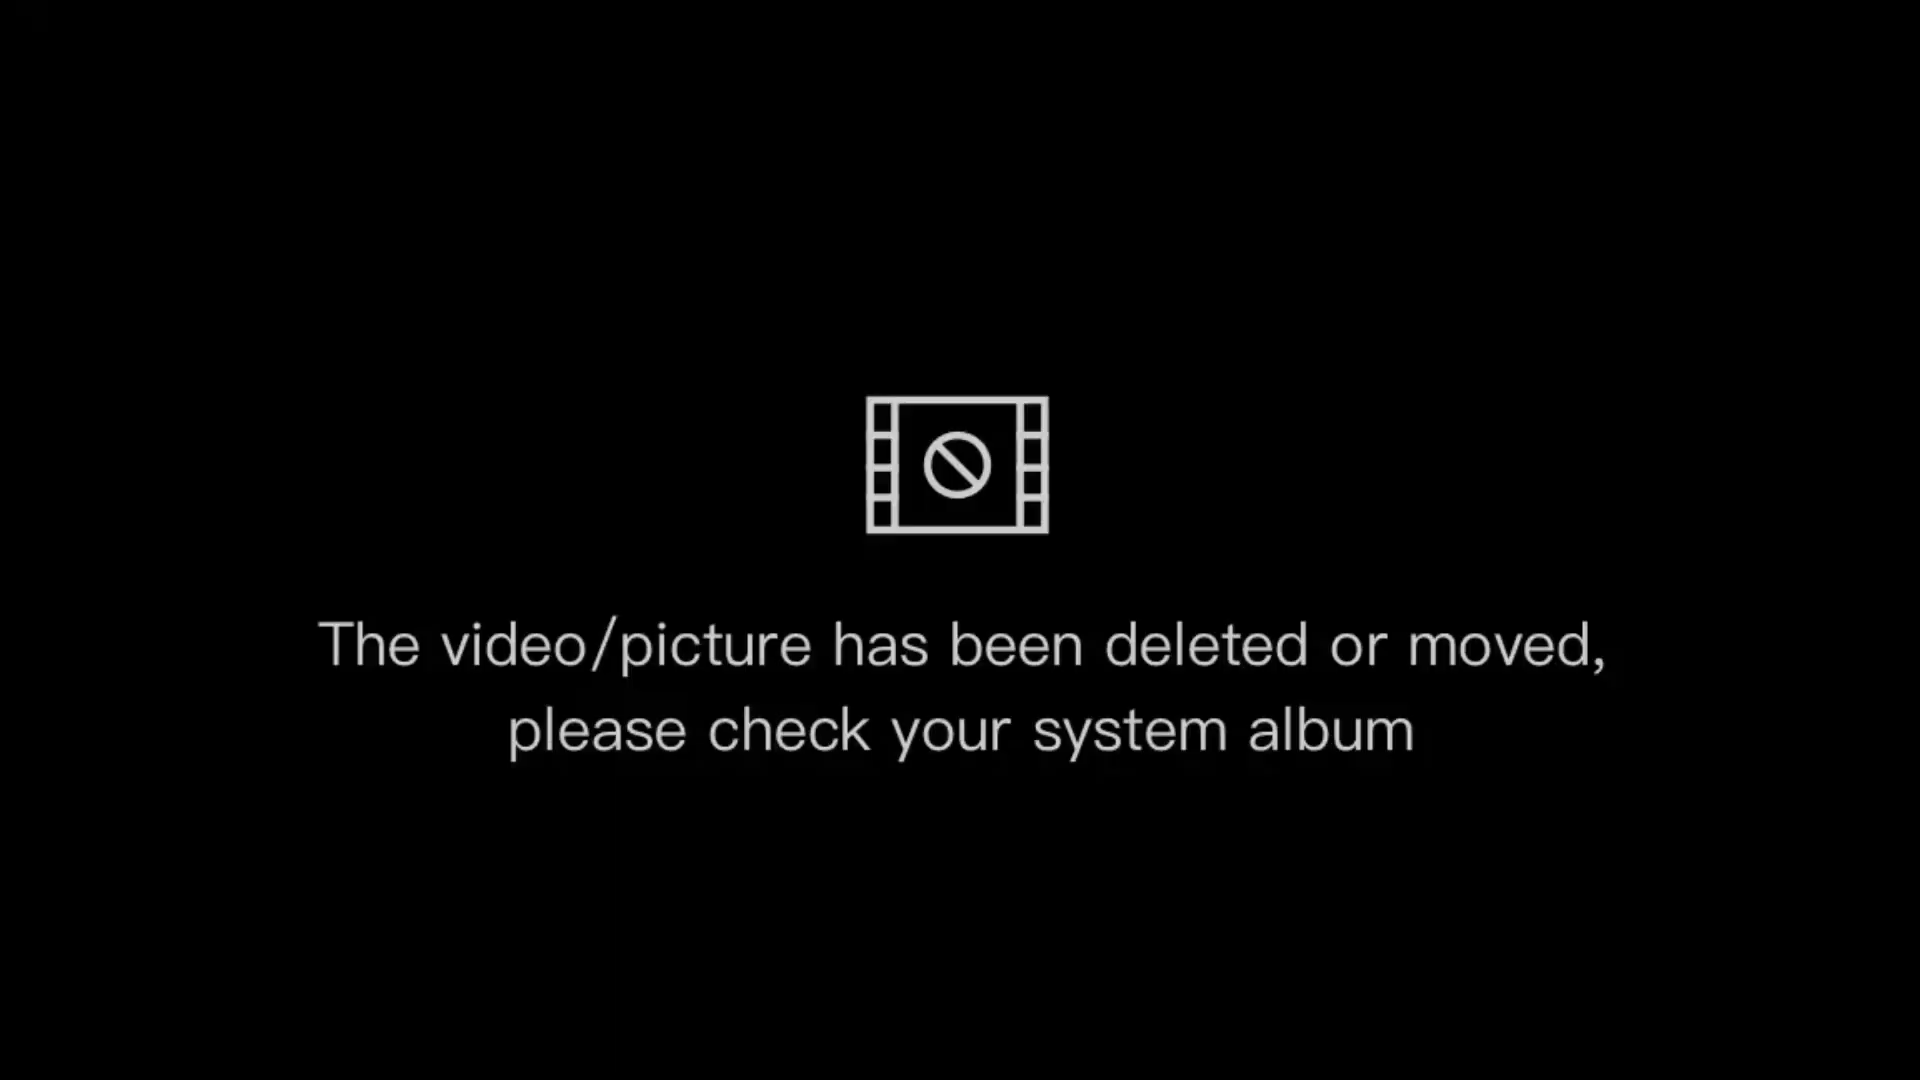 The video/picture has been deleted or moved,
please check your system album